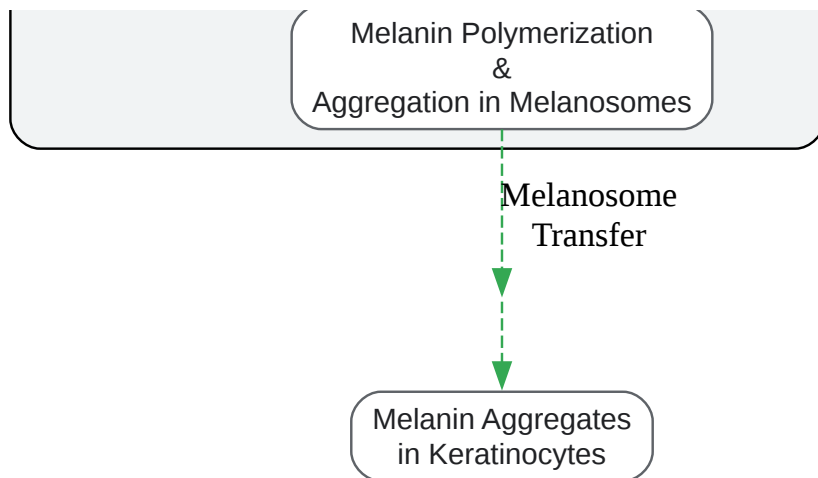 Melanin Polymerization
&
Aggregation in Melanosomes
Melanosome
Transfer
Melanin Aggregates
in Keratinocytes